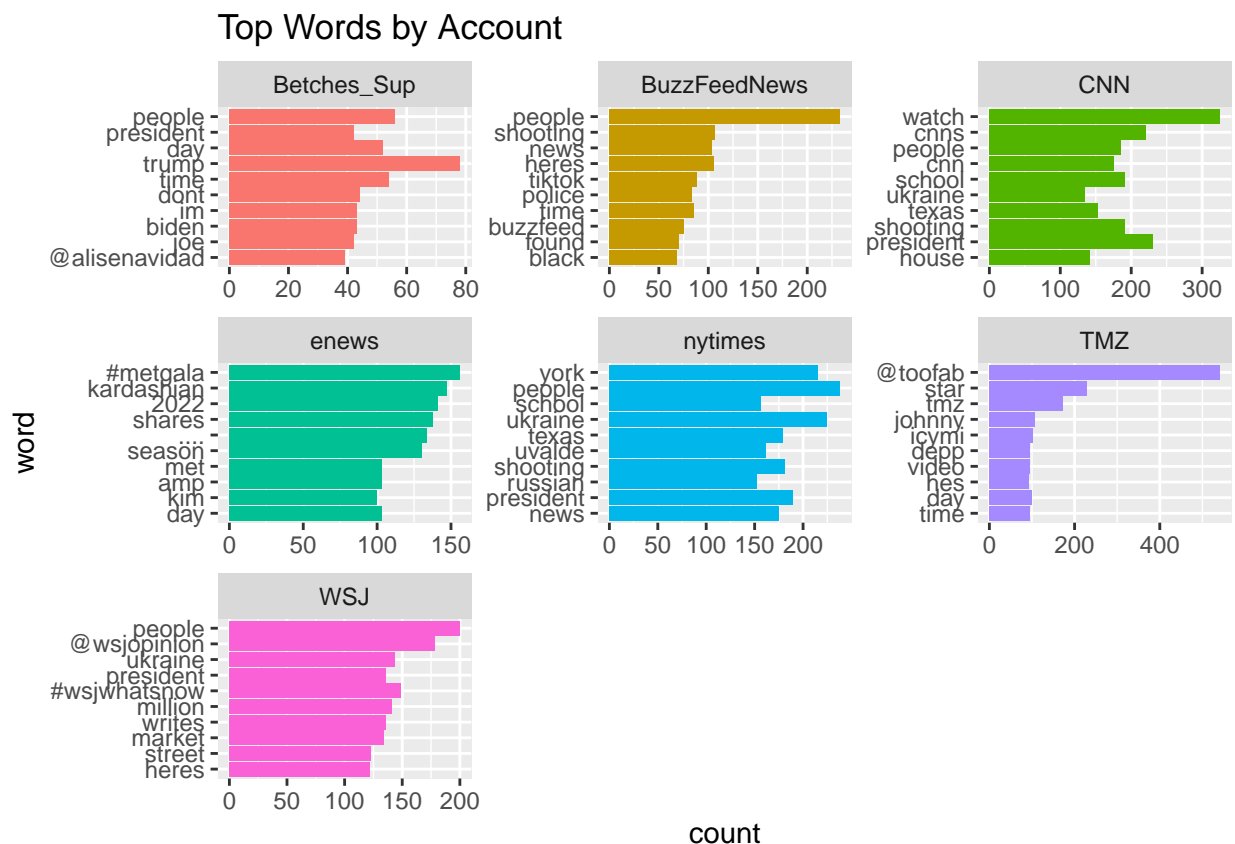 Top Words by Account
Betches_Sup
people
president
day
trump
time
dont
im
biden
joe
@alisenavidad
0 20 40 60 80
BuzzFeedNews
people
shooting
news
heres
tiktok
police
time
buzzfeed
found
black
0 50 100 150 200
CNN
watch
cnns
people
cnn
school
ukraine
texas
shooting
president
house
0 100 200 300
enews
#metgala
kardashian
2022
shares
...
season
met
amp
kim
day
0 50 100 150
nytimes
york
people
school
ukraine
texas
uvalde
shooting
russian
president
news
0 50 100 150 200
TMZ
@toofab
star
tmz
johnny
icymi
depp
video
hes
day
time
0 200 400
WSJ
people
@wsjopinion
ukraine
president
#wsjwhatsnow
million
writes
market
street
heres
0 50 100 150 200
word
count